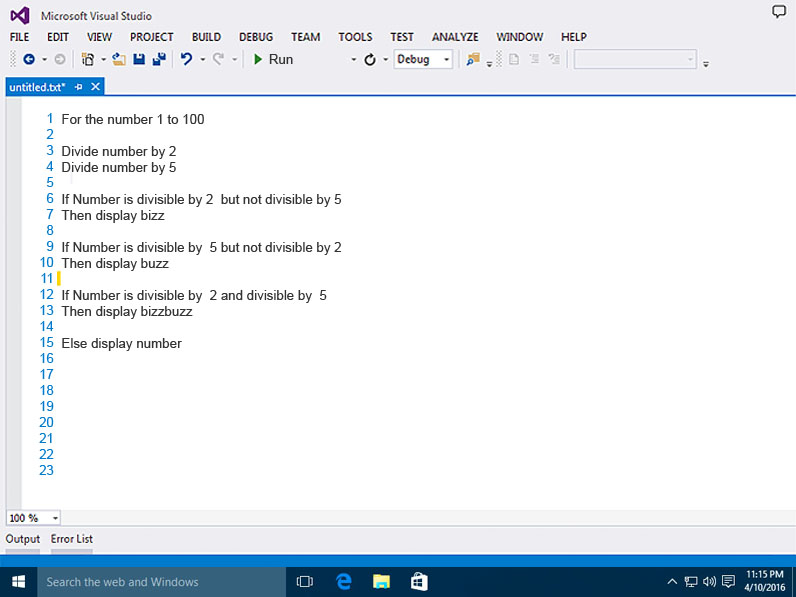 Microsoft Visual Studio
FILE EDIT VIEW PROJECT BUILD DEBUG TEAM TOOLS TEST ANALYZE WINDOW HELP
Run Debug
untitled.txt*
1 For the number 1 to 100
2
3 Divide number by 2
4 Divide number by 5
5
6 If Number is divisible by 2 but not divisible by 5
7 Then display bizz
8
9 If Number is divisible by 5 but not divisible by 2
10 Then display buzz
11
12 If Number is divisible by 2 and divisible by 5
13 Then display bizzbuzz
14
15 Else display number
16
17
18
19
20
21
22
23
100 %
Output Error List
Search the web and Windows
11:15 PM
4/10/2016